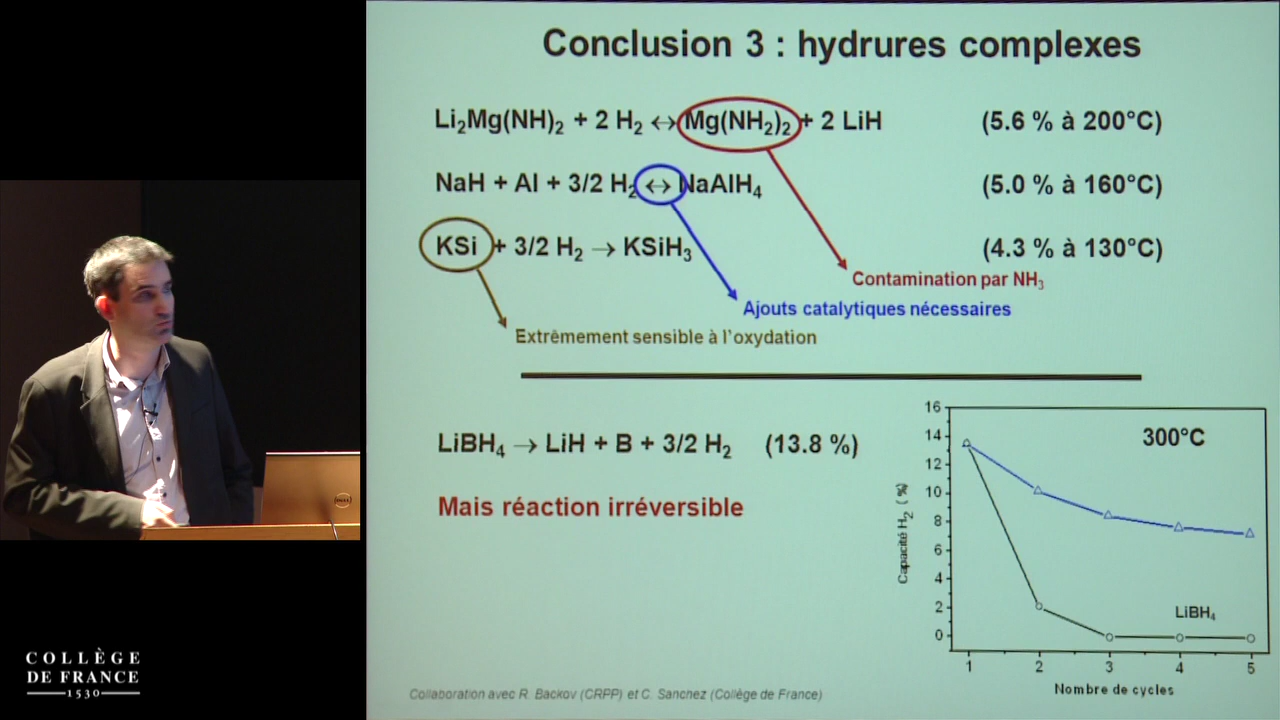 Conclusion 3 : hydrures complexes
Li₂Mg(NH)₂ + 2 H₂ ↔ Mg(NH₂)₂ + 2 LiH (5.6 % à 200°C)
NaH + Al + 3/2 H₂ ↔ NaAlH₄ (5.0 % à 160°C)
KSi + 3/2 H₂ → KSiH₃ (4.3 % à 130°C)
Contamination par NH₃
Ajouts catalytiques nécessaires
Extrêmement sensible à l'oxydation
LiBH₄ → LiH + B + 3/2 H₂ (13.8 %)
Mais réaction irréversible
16
14
12
10
8
6
4
2
0
Capacité H₂ (%)
300°C
LiBH₄
1 2 3 4 5
Nombre de cycles
Collaboration avec R. Backov (CRPP) et C. Sanchez (Collège de France)
DELL
COLLÈGE
DE FRANCE
1530